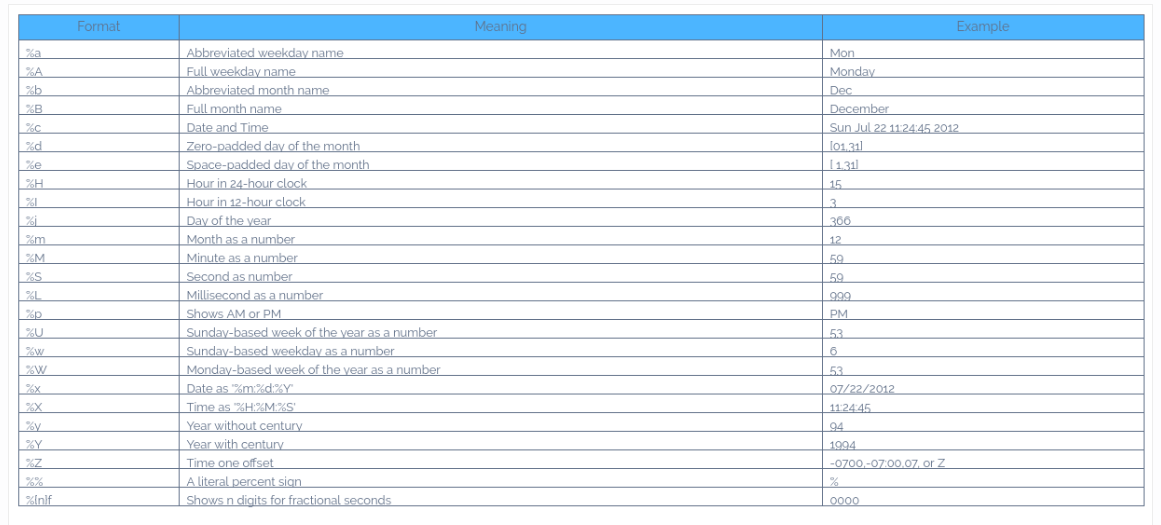 Format Meaning Example
%a Abbreviated weekday name Mon
%A Full weekday name Monday
%b Abbreviated month name Dec
%B Full month name December
%c Date and Time Sun Jul 22 11:24:45 2012
%d Zero-padded day of the month [01,31]
%e Space-padded day of the month [ 1,31]
%H Hour in 24-hour clock 15
%I Hour in 12-hour clock 3
%j Day of the year 366
%m Month as a number 12
%M Minute as a number 59
%S Second as number 59
%L Millisecond as a number 999
%p Shows AM or PM PM
%U Sunday-based week of the year as a number 53
%w Sunday-based weekday as a number 6
%W Monday-based week of the year as a number 53
%x Date as '%m:%d:%Y' 07/22/2012
%X Time as '%H:%M:%S' 11:24:45
%y Year without century 94
%Y Year with century 1994
%Z Time one offset -0700,-07:00,07, or Z
%% A literal percent sign %
%[n]f Shows n digits for fractional seconds 0000